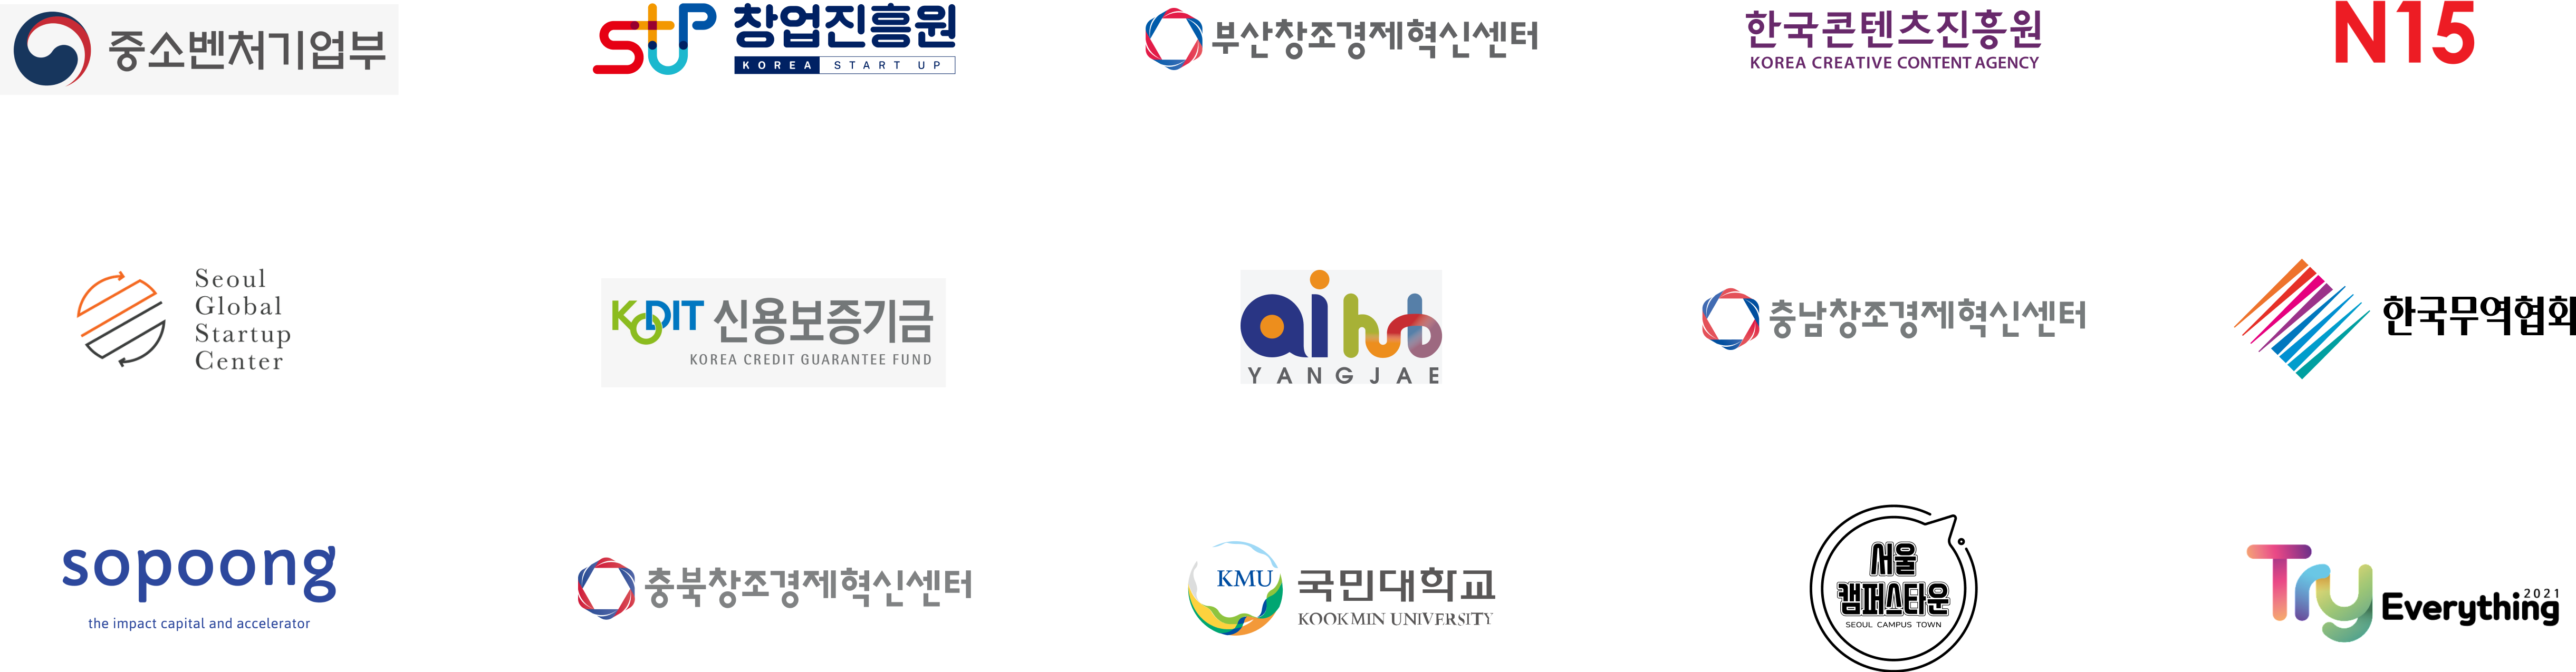 중소벤처기업부
stup 창업진흥원
KOREA START UP
부산창조경제혁신센터
한국콘텐츠진흥원
KOREA CREATIVE CONTENT AGENCY
N15
Seoul
Global
Startup
Center
KODIT 신용보증기금
KOREA CREDIT GUARANTEE FUND
ai hub
YANGJAE
충남창조경제혁신센터
한국무역협회
sopoong
the impact capital and accelerator
충북창조경제혁신센터
KMU 국민대학교
KOOKMIN UNIVERSITY
서울
캠퍼스타운
SEOUL CAMPUS TOWN
Try
Everything
2021